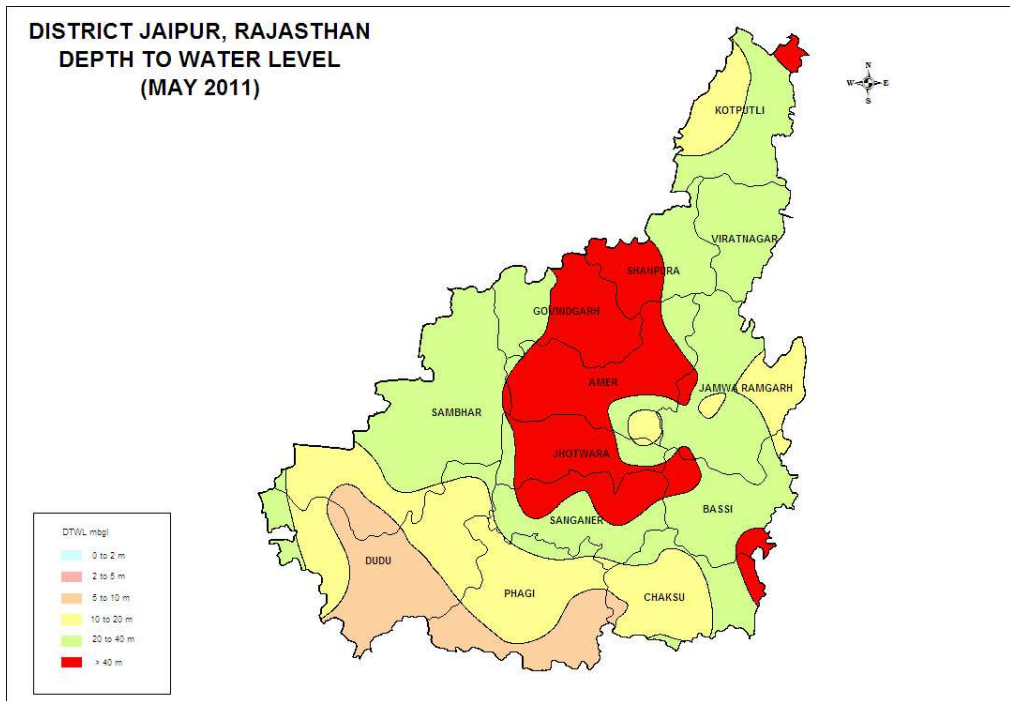 DISTRICT JAIPUR, RAJASTHAN
DEPTH TO WATER LEVEL
(MAY 2011)
N
W E
S
KOTPUTLI
VIRATNAGAR
SHAHPURA
GOVINDGARH
AMER
JAMWA RAMGARH
SAMBHAR
JHOTWARA
BASSI
SANGANER
DUDU
PHAGI
CHAKSU
DTWL mbgl
0 to 2 m
2 to 5 m
5 to 10 m
10 to 20 m
20 to 40 m
> 40 m